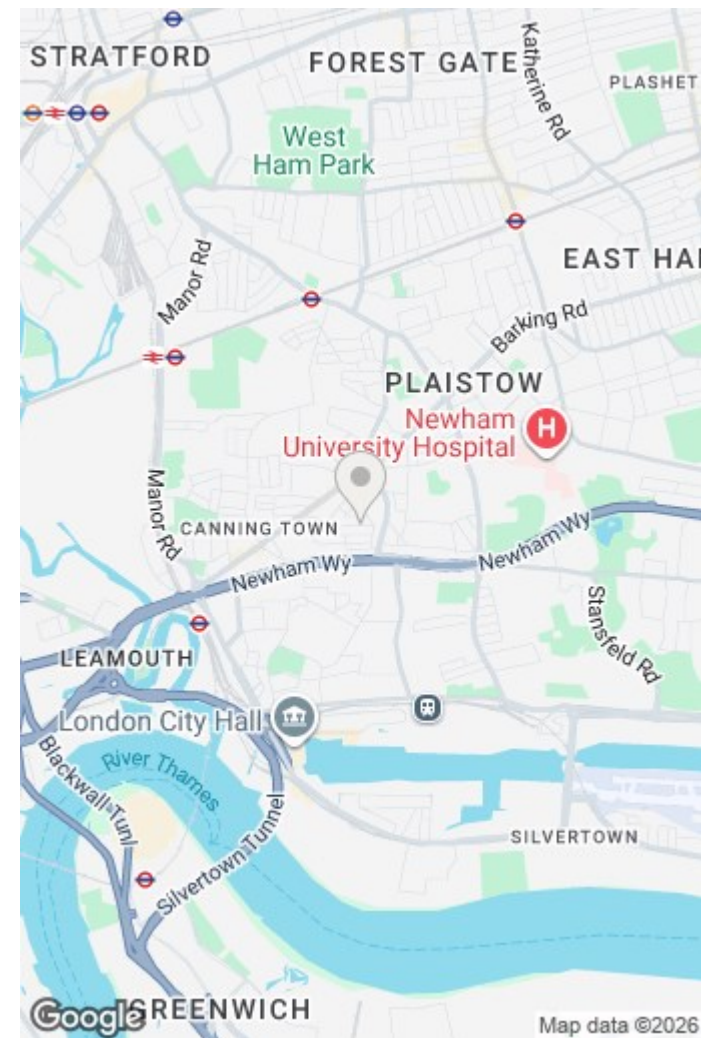 STRATFORD
FOREST GATE
Katherine Rd
PLASHET
West
Ham Park
Manor Rd
EAST HA
Barking Rd
PLAISTOW
Newham
University Hospital
H
Manor Rd
CANNING TOWN
Newham Wy
Newham Wy
Stansfeld Rd
LEAMOUTH
London City Hall
River Thames
Blackwall Tunl
Silvertown Tunnel
SILVERTOWN
Google
GREENWICH
Map data ©2026